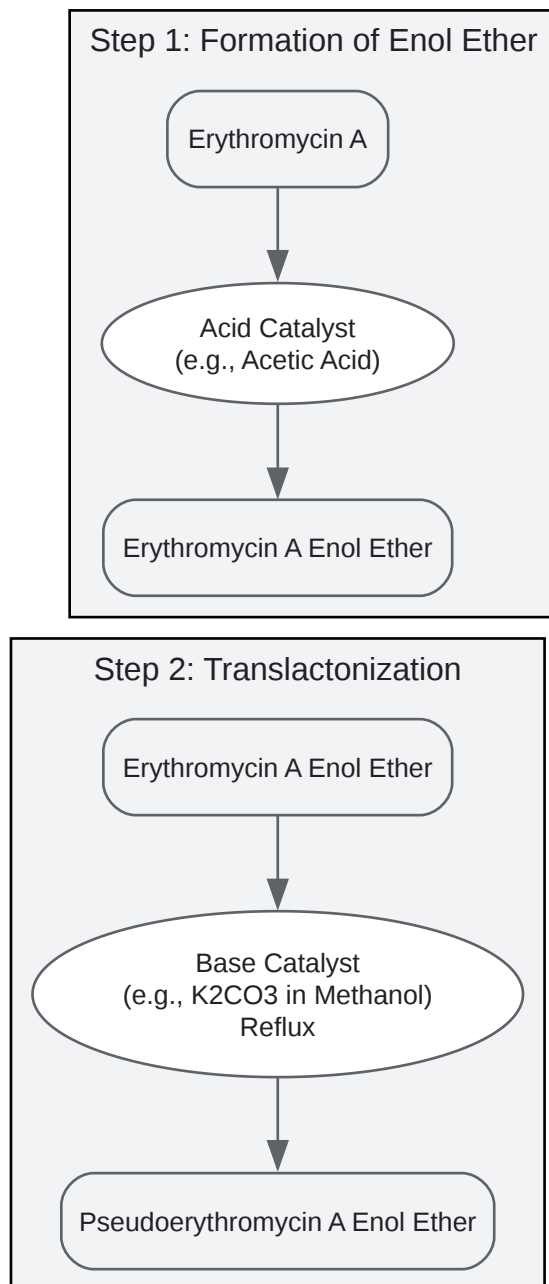 Step 1: Formation of Enol Ether
Erythromycin A
Acid Catalyst
(e.g., Acetic Acid)
Erythromycin A Enol Ether
Step 2: Translactonization
Erythromycin A Enol Ether
Base Catalyst
(e.g., K2CO3 in Methanol)
Reflux
Pseudoerythromycin A Enol Ether